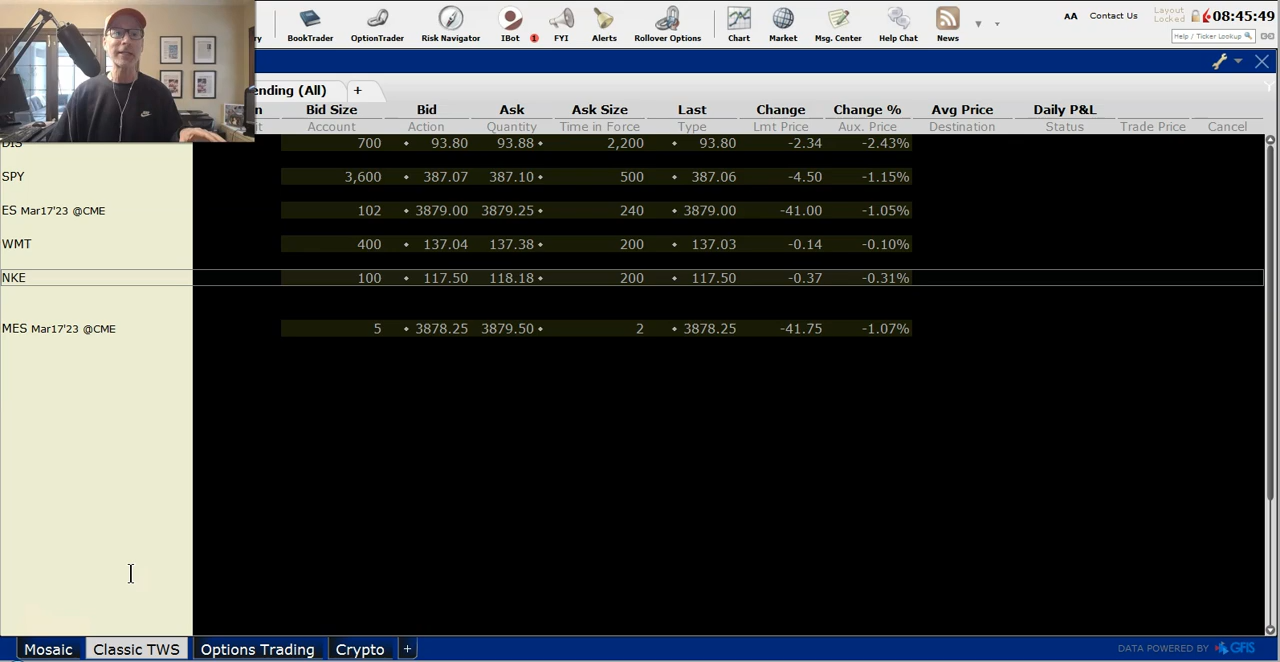 BookTrader OptionTrader Risk Navigator IBot 1 FYI Alerts Rollover Options Chart Market Msg. Center Help Chat News
AA Contact Us Layout Locked 08:45:49
Help / Ticker Lookup
ending (All) +
Bid Size Bid Ask Ask Size Last Change Change % Avg Price Daily P&L
Account Action Quantity Time in Force Type Lmt Price Aux. Price Destination Status Trade Price Cancel
DIS 700 93.80 93.88 2,200 93.80 -2.34 -2.43%
SPY 3,600 387.07 387.10 500 387.06 -4.50 -1.15%
ES Mar17'23 @CME 102 3879.00 3879.25 240 3879.00 -41.00 -1.05%
WMT 400 137.04 137.38 200 137.03 -0.14 -0.10%
NKE 100 117.50 118.18 200 117.50 -0.37 -0.31%
MES Mar17'23 @CME 5 3878.25 3879.50 2 3878.25 -41.75 -1.07%
Mosaic Classic TWS Options Trading Crypto + DATA POWERED BY GFIS